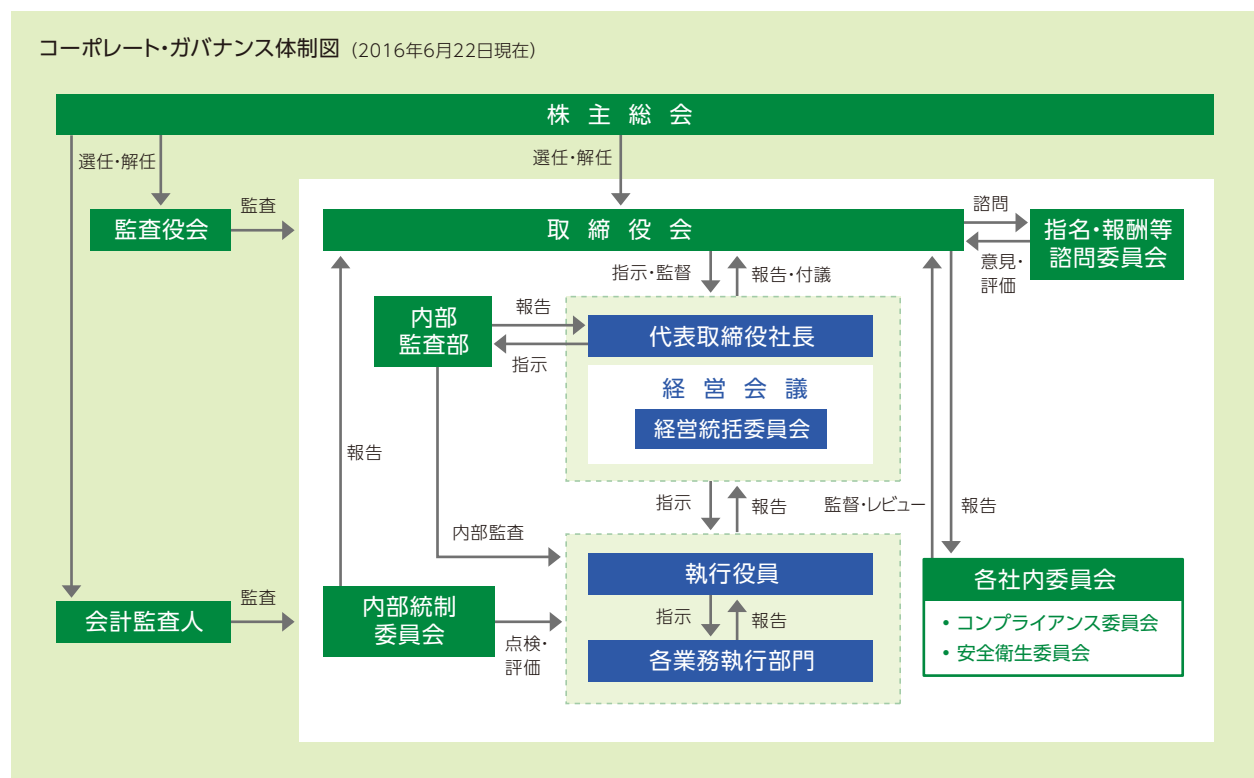 コーポレート・ガバナンス体制図（2016年6月22日現在）
株主総会
選任・解任
選任・解任
監査役会
監査
取締役会
諮問
意見・
評価
指名・報酬等
諮問委員会
指示・監督
報告・付議
内部
監査部
報告
指示
代表取締役社長
経営会議
経営統括委員会
報告
指示
報告
監督・レビュー
報告
内部監査
執行役員
指示
報告
各業務執行部門
会計監査人
監査
内部統制
委員会
点検・
評価
各社内委員会
・コンプライアンス委員会
・安全衛生委員会